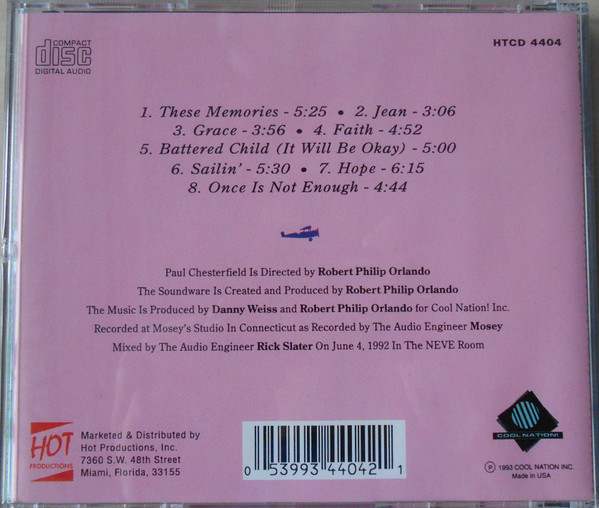 COMPACT
disc
DIGITAL AUDIO
HTCD 4404
1. These Memories - 5:25 • 2. Jean - 3:06
3. Grace - 3:56 • 4. Faith - 4:52
5. Battered Child (It Will Be Okay) - 5:00
6. Sailin' - 5:30 • 7. Hope - 6:15
8. Once Is Not Enough - 4:44
Paul Chesterfield Is Directed by Robert Philip Orlando
The Soundware Is Created and Produced by Robert Philip Orlando
The Music Is Produced by Danny Weiss and Robert Philip Orlando for Cool Nation! Inc.
Recorded at Mosey's Studio In Connecticut as Recorded by The Audio Engineer Mosey
Mixed by The Audio Engineer Rick Slater On June 4, 1992 In The NEVE Room
HOT
PRODUCTIONS
Marketed & Distributed by
Hot Productions, Inc.
7360 S.W. 48th Street
Miami, Florida, 33155
0 53993 44042 1
COOL NATION!
℗ 1993 COOL NATION INC.
Made in USA